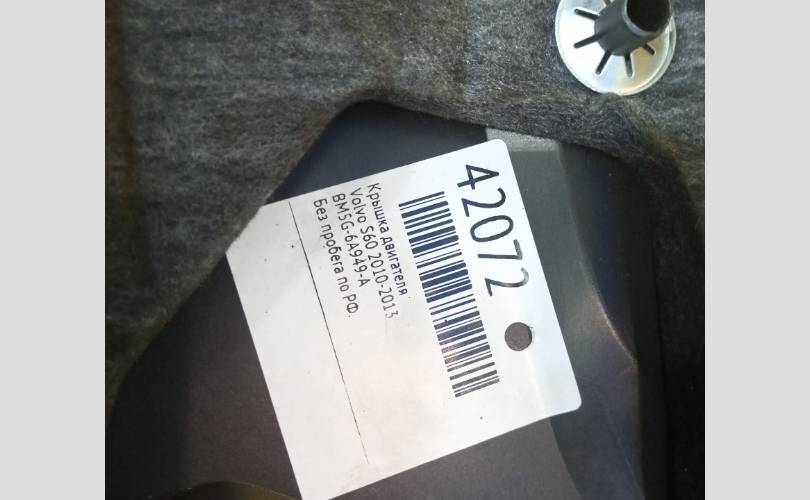 42072
Крышка двигателя
Volvo S60 2010-2013
BM5G-6A949-A
Без пробега по РФ.